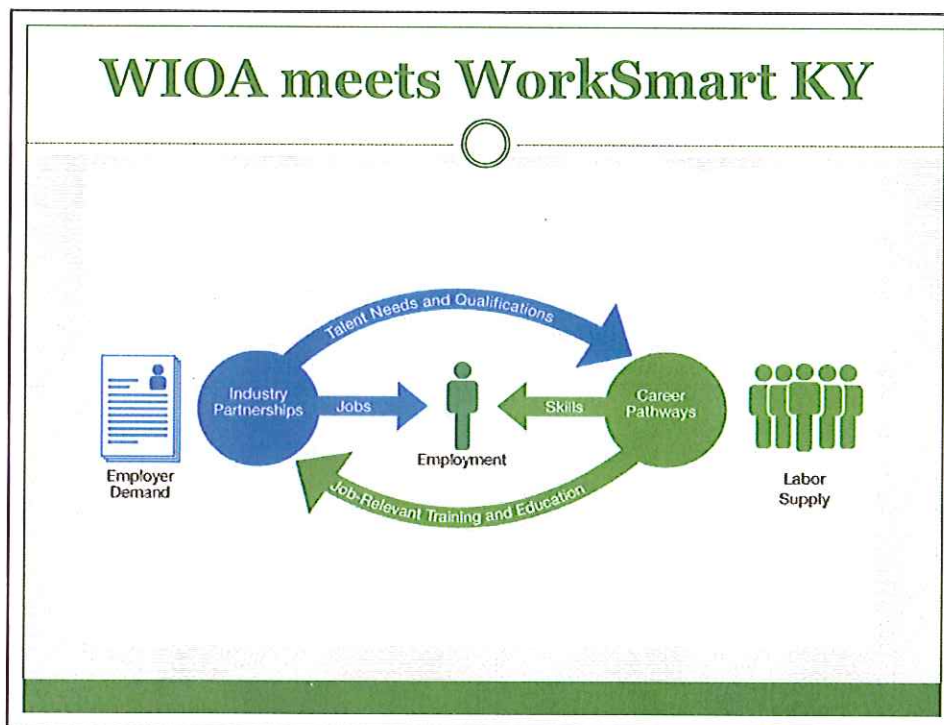 WIOA meets WorkSmart KY
Talent Needs and Qualifications
Industry
Partnerships
Jobs
Skills
Career
Pathways
Employment
Employer
Demand
Job-Relevant Training and Education
Labor
Supply